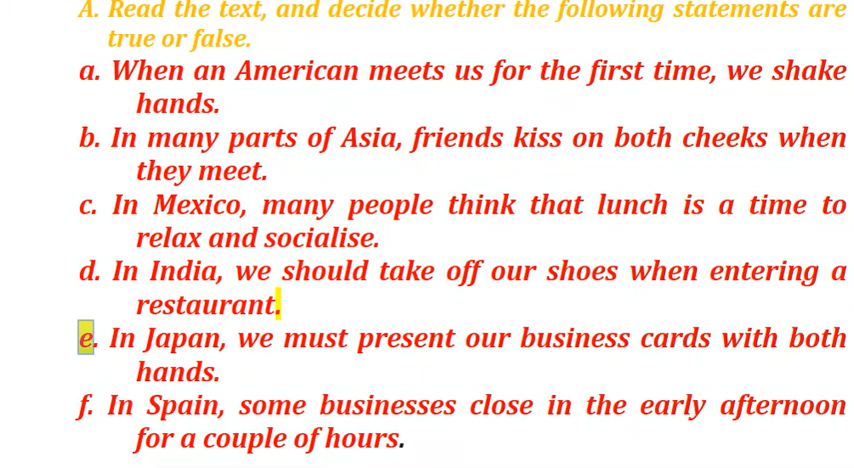 A. Read the text, and decide whether the following statements are
true or false.
a. When an American meets us for the first time, we shake
hands.
b. In many parts of Asia, friends kiss on both cheeks when
they meet.
c. In Mexico, many people think that lunch is a time to
relax and socialise.
d. In India, we should take off our shoes when entering a
restaurant.
e. In Japan, we must present our business cards with both
hands.
f. In Spain, some businesses close in the early afternoon
for a couple of hours.